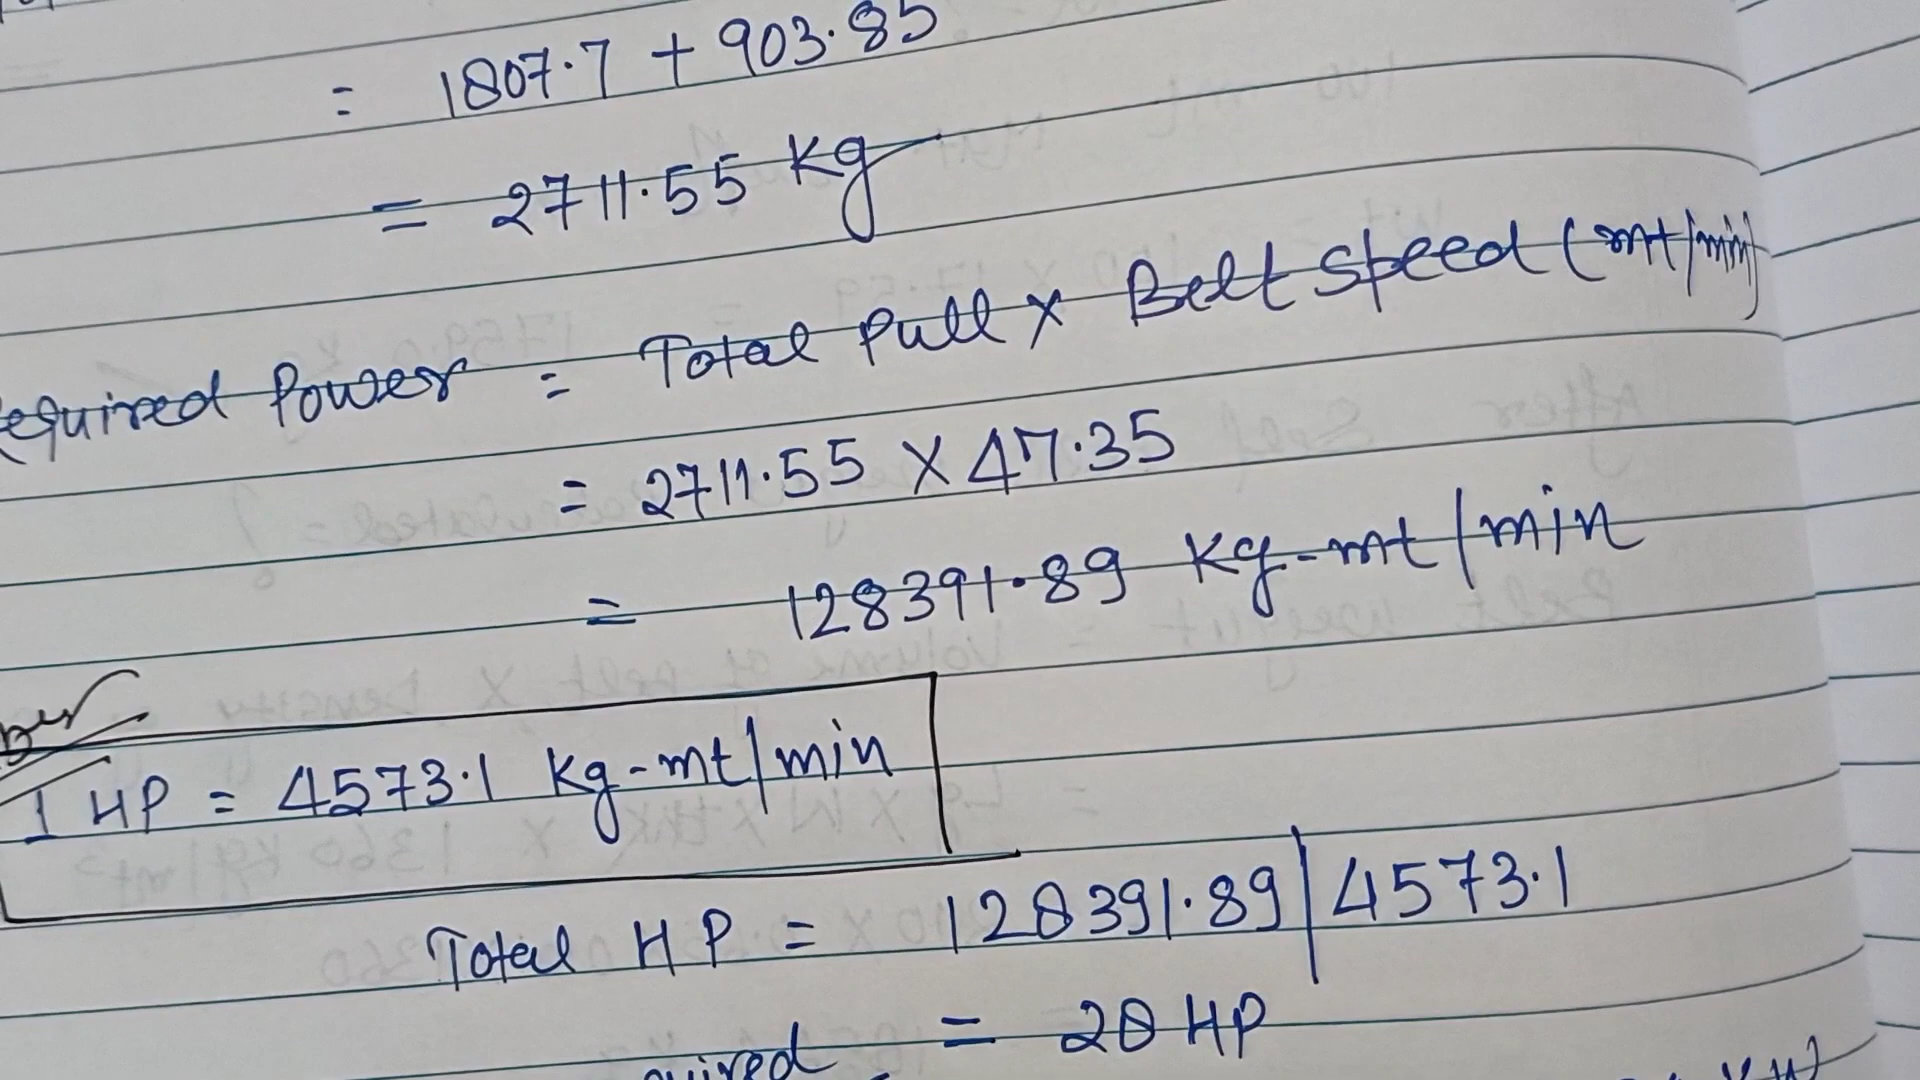 = 1807.7 + 903.85
= 2711.55 Kg
equired Power = Total Pull x Belt Speed (mt/min)
= 2711.55 X 47.35
= 128391.89 Kg-mt/min
1 HP = 4573.1 Kg-mt/min
Total HP = 128391.89 / 4573.1
= 28 HP